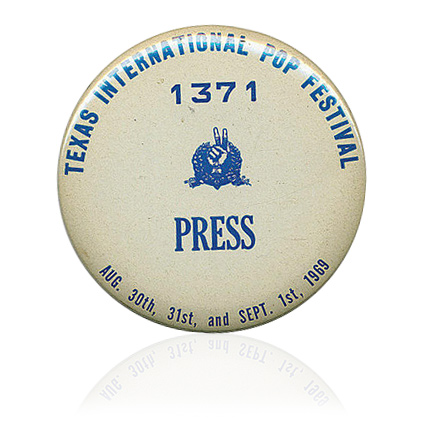 TEXAS INTERNATIONAL POP FESTIVAL
1371
PRESS
AUG. 30th, 31st, and SEPT. 1st, 1969